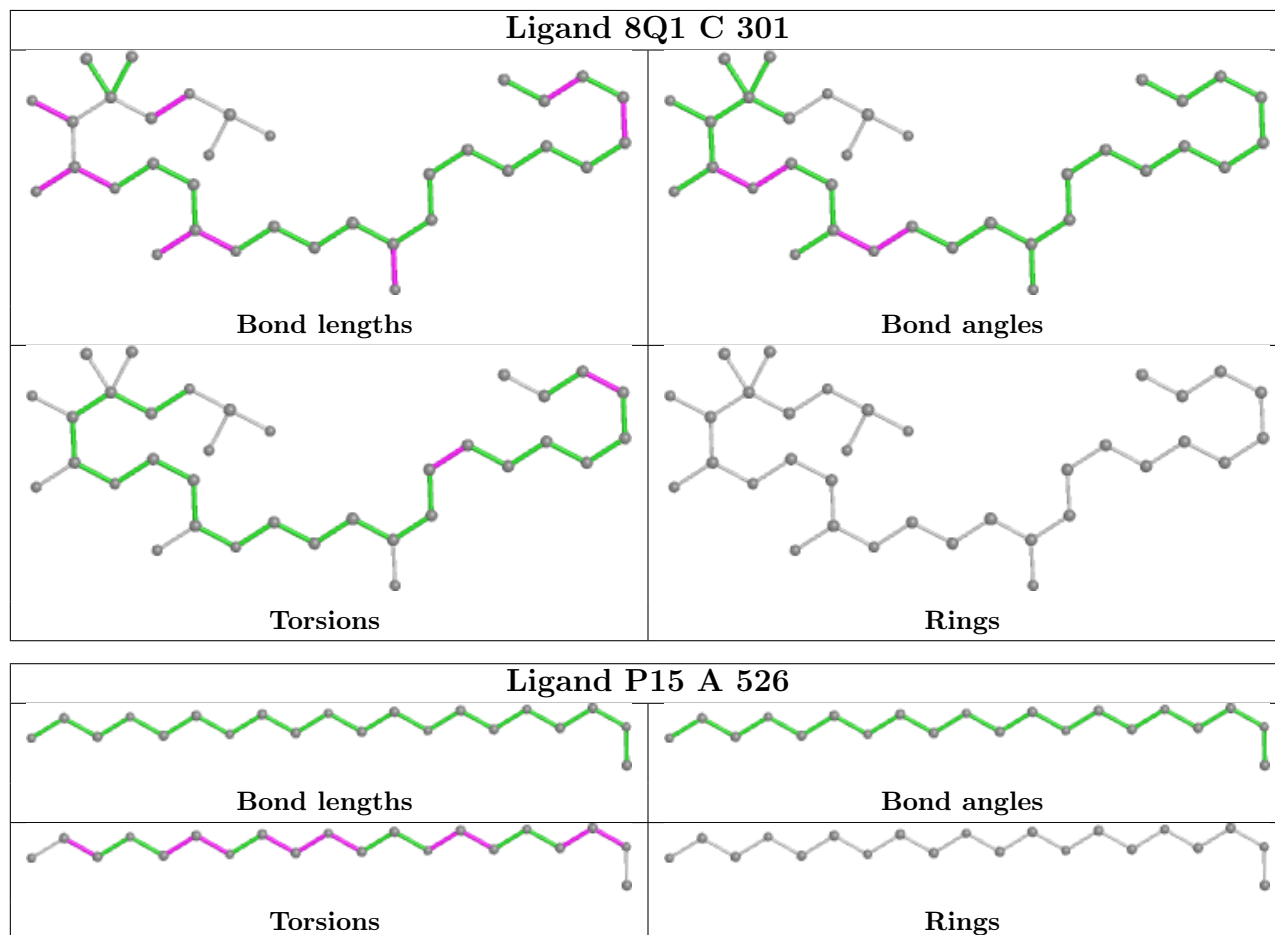 Ligand 8Q1 C 301
Bond lengths
Bond angles
Torsions
Rings
Ligand P15 A 526
Bond lengths
Bond angles
Torsions
Rings